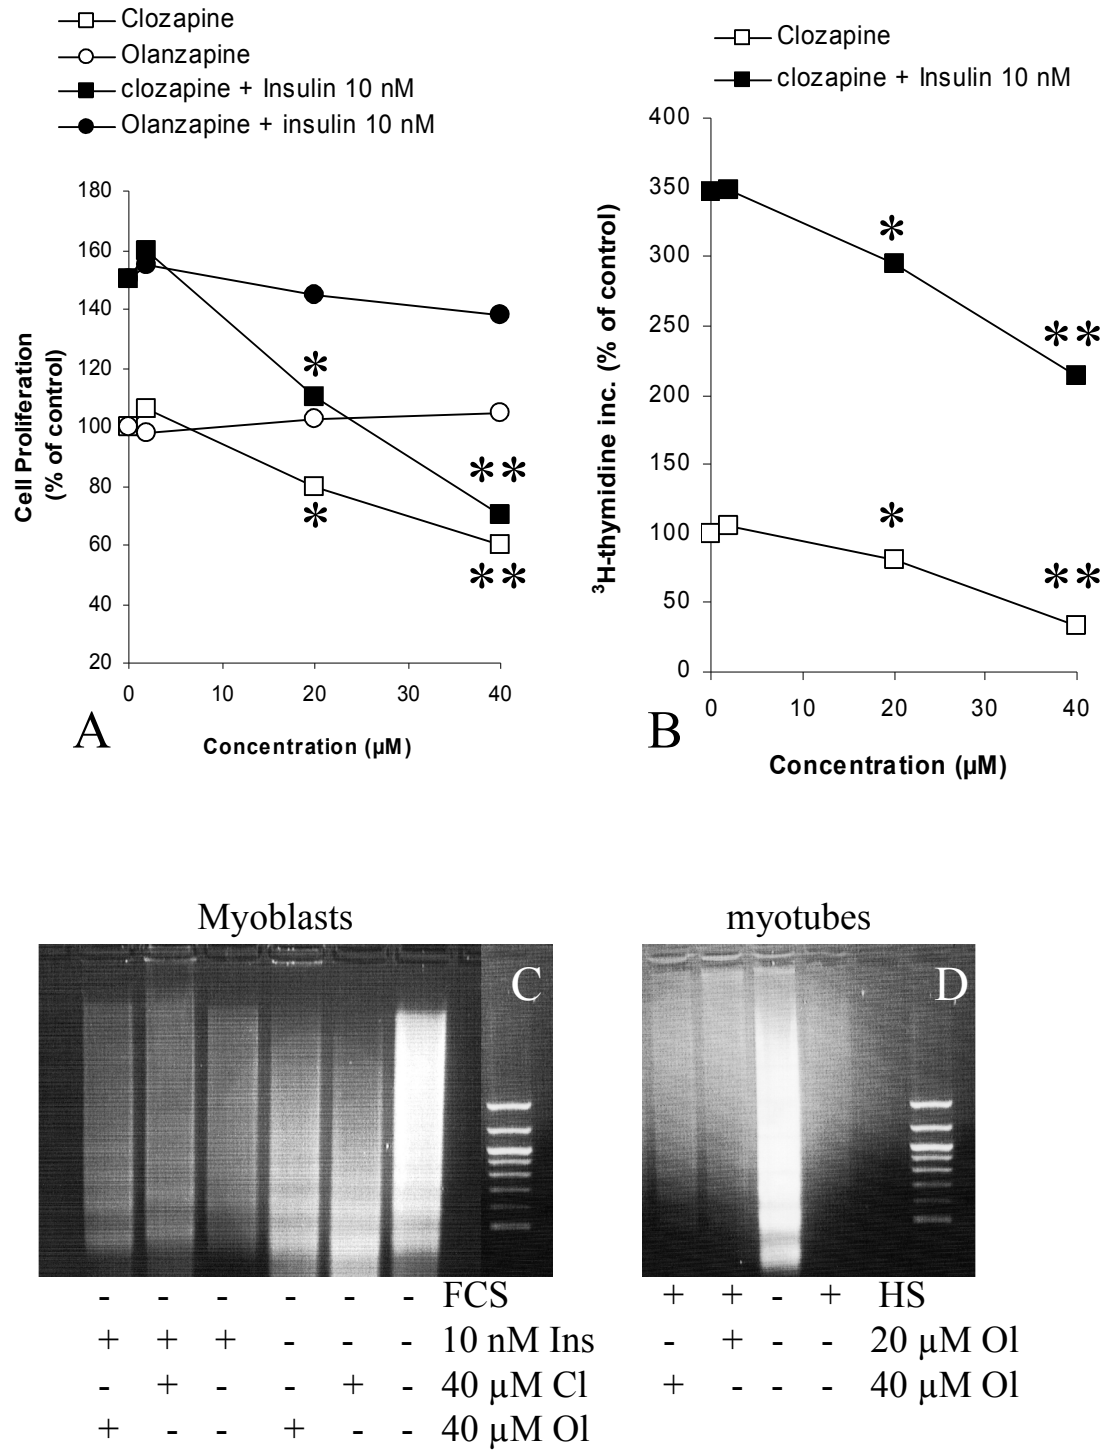 Clozapine
Olanzapine
clozapine + Insulin 10 nM
Olanzapine + insulin 10 nM
180
160
140
120
100
80
60
40
20
0 10 20 30 40
Cell Proliferation
(% of control)
* 
*
**
**
A
Concentration (µM)
Clozapine
clozapine + Insulin 10 nM
400
350
300
250
200
150
100
50
0
0 10 20 30 40
³H-thymidine inc. (% of control)
*
**
*
**
B
Concentration (µM)
Myoblasts
C
- - - - - - FCS
+ + + - - - 10 nM Ins
- + - - + - 40 µM Cl
+ - - + - - 40 µM Ol
myotubes
D
+ + - + HS
- + - - 20 µM Ol
+ - - - 40 µM Ol